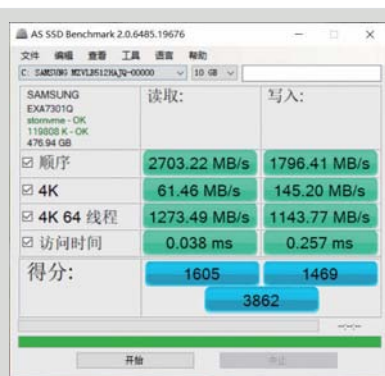 AS SSD Benchmark 2.0.6485.19676
文件 编辑 查看 工具 语言 帮助
C: SAMSUNG MZVLB512HAJQ-00000 10 GB
SAMSUNG
EXA7301Q
stornvme - OK
119808 K - OK
476.94 GB
读取: 写入:
顺序 2703.22 MB/s 1796.41 MB/s
4K 61.46 MB/s 145.20 MB/s
4K 64 线程 1273.49 MB/s 1143.77 MB/s
访问时间 0.038 ms 0.257 ms
得分: 1605 1469
3862
--:--:--
开始